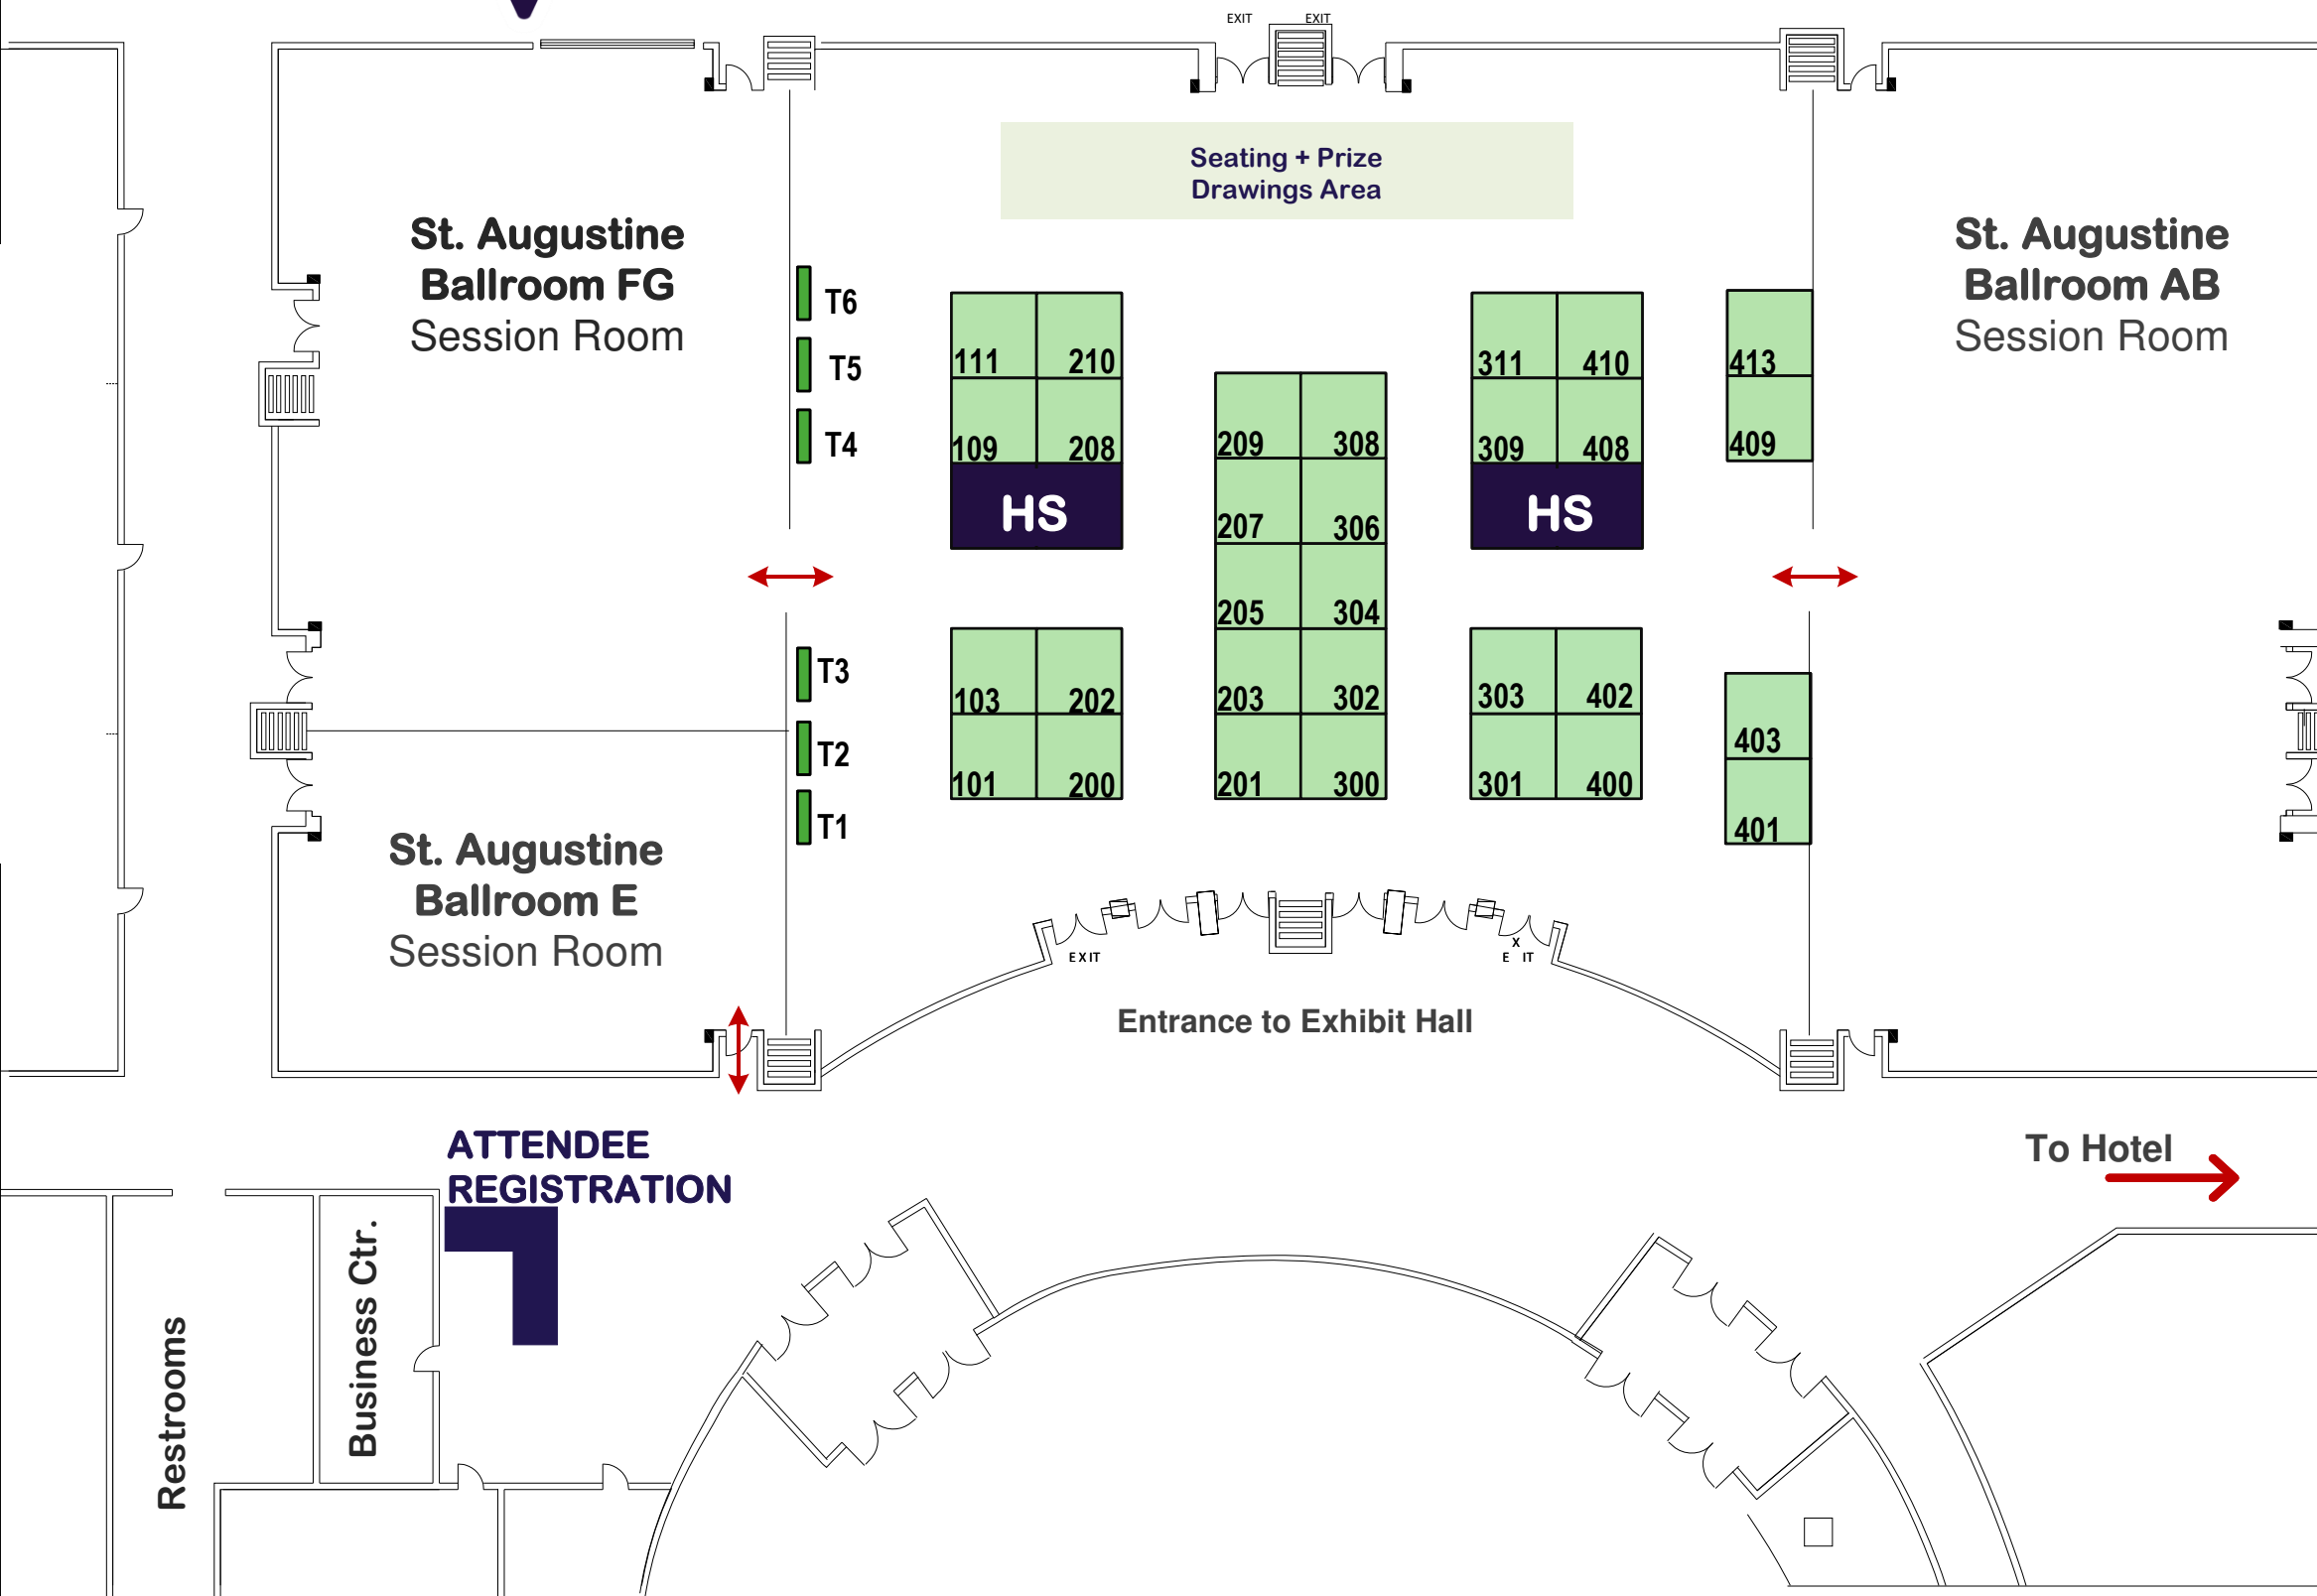 EXIT EXIT
Seating + Prize
Drawings Area
St. Augustine
Ballroom FG
Session Room
St. Augustine
Ballroom AB
Session Room
T6
T5
T4
T3
T2
T1
111 210
109 208
HS
103 202
101 200
209 308
207 306
205 304
203 302
201 300
311 410
309 408
HS
303 402
301 400
413
409
403
401
St. Augustine
Ballroom E
Session Room
EXIT
X
E IT
Entrance to Exhibit Hall
ATTENDEE
REGISTRATION
To Hotel
Business Ctr.
Restrooms